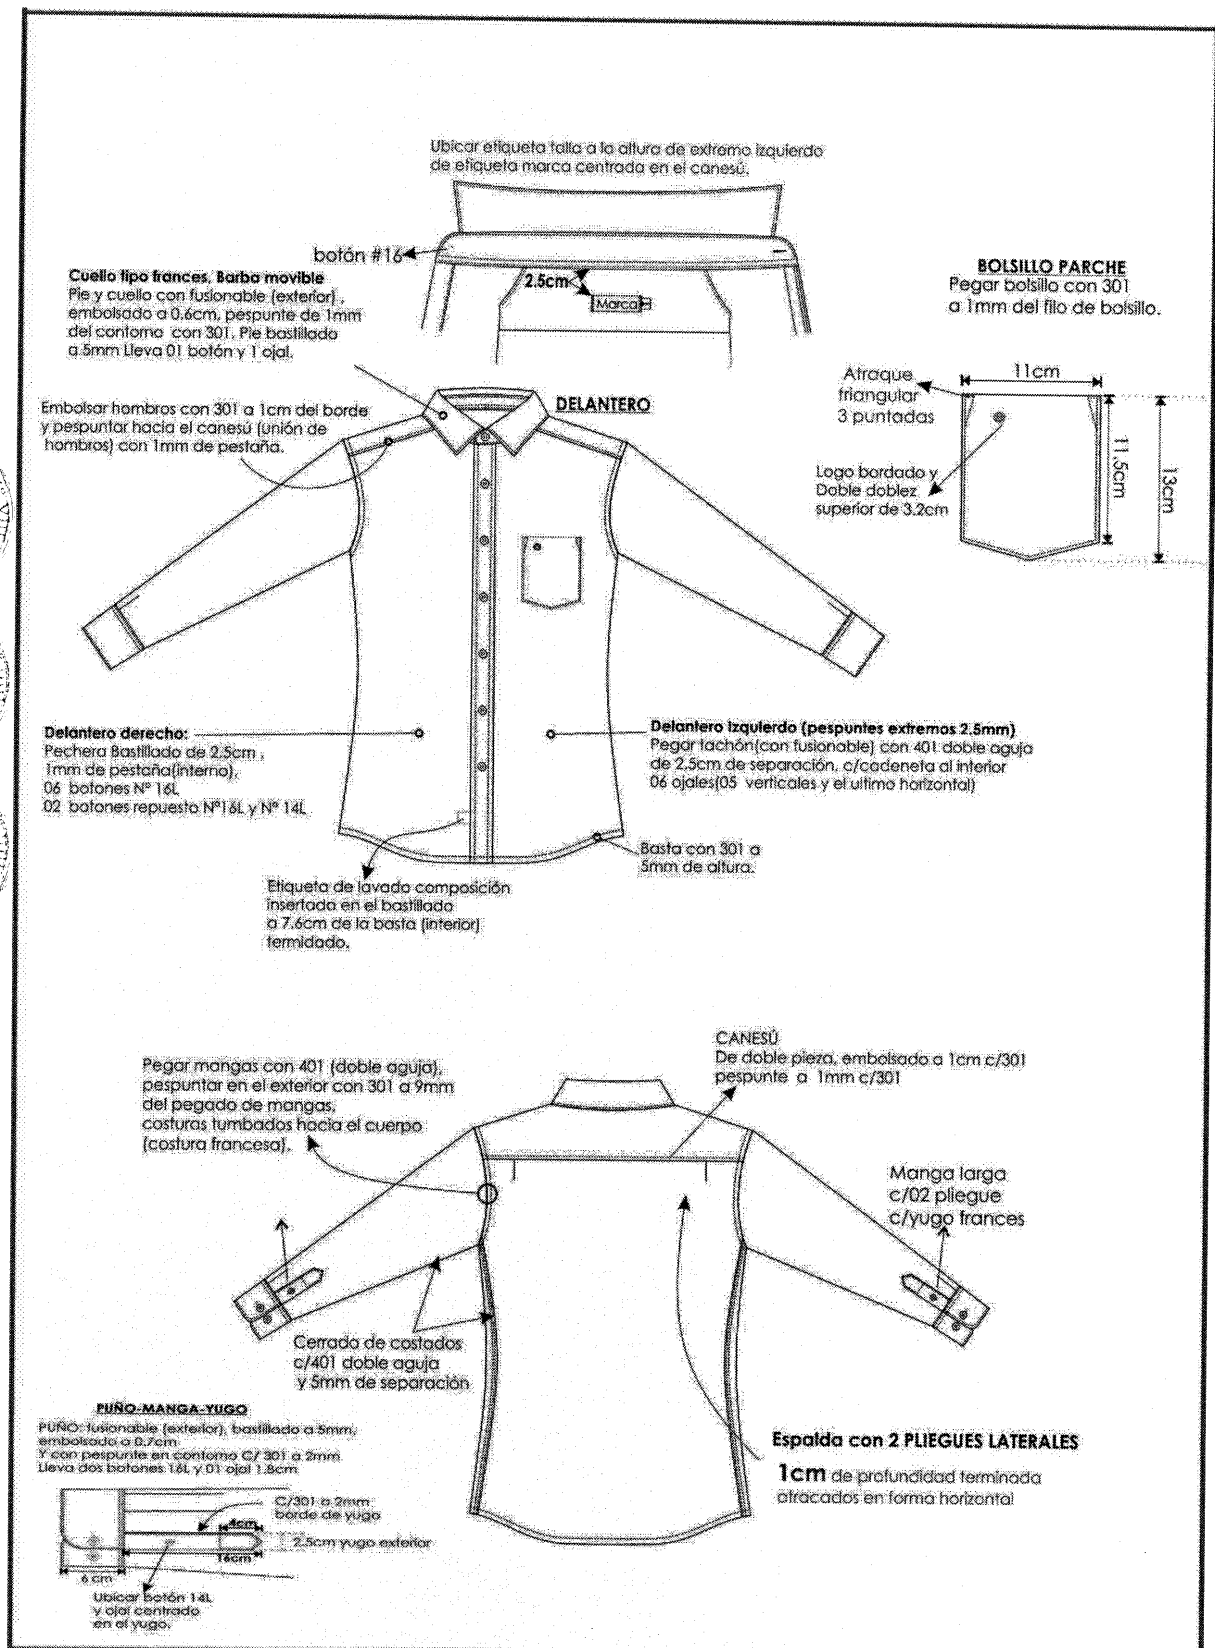 Ubicar etiqueta talla a la altura de extremo izquierdo
de etiqueta marca centrada en el canesú.
botón #16
2.5cm
Marca
Cuello tipo frances, Barba movible
Pie y cuello con fusionable (exterior),
embolsado a 0.6cm, pespunte de 1mm
del contorno con 301. Pie bastillado
a 5mm Lleva 01 botón y 1 ojal.
BOLSILLO PARCHE
Pegar bolsillo con 301
a 1mm del filo de bolsillo.
Atraque
triangular
3 puntadas
11cm
11.5cm
13cm
Logo bordado y
Doble doblez
superior de 3.2cm
Embolsar hombros con 301 a 1cm del borde
y pespuntar hacia el canesú (unión de
hombros) con 1mm de pestaña.
DELANTERO
Delantero derecho:
Pechera Bastillado de 2.5cm,
1mm de pestaña(interno),
06 botones Nº 16L
02 botones repuesto Nº16L y Nº 14L
Delantero Izquierdo (pespuntes extremos 2.5mm)
Pegar tachón(con fusionable) con 401 doble aguja
de 2.5cm de separación, c/cadeneta al interior
06 ojales(05 verticales y el ultimo horizontal)
Basta con 301 a
5mm de altura.
Etiqueta de lavado composición
insertada en el bastillado
a 7.6cm de la basta (interior)
termidado.
Pegar mangas con 401 (doble aguja),
pespuntar en el exterior con 301 a 9mm
del pegado de mangas,
costuras tumbados hacia el cuerpo
(costura francesa).
CANESÚ
De doble pieza, embolsado a 1cm c/301
pespunte a 1mm c/301
Manga larga
c/02 pliegue
c/yugo frances
Cerrado de costados
c/401 doble aguja
y 5mm de separación
PUÑO-MANGA-YUGO
PUÑO: fusionable (exterior), bastillado a 5mm,
embolsado a 0.7cm
Y con pespunte en contorno C/ 301 a 2mm
Lleva dos botones 16L y 01 ojal 1.8cm
C/301 a 2mm
borde de yugo
4cm
2.5cm yugo exterior
16cm
6 cm
Ubicar botón 14L
y ojal centrado
en el yugo.
Espalda con 2 PLIEGUES LATERALES
1cm de profundidad terminada
atracados en forma horizontal